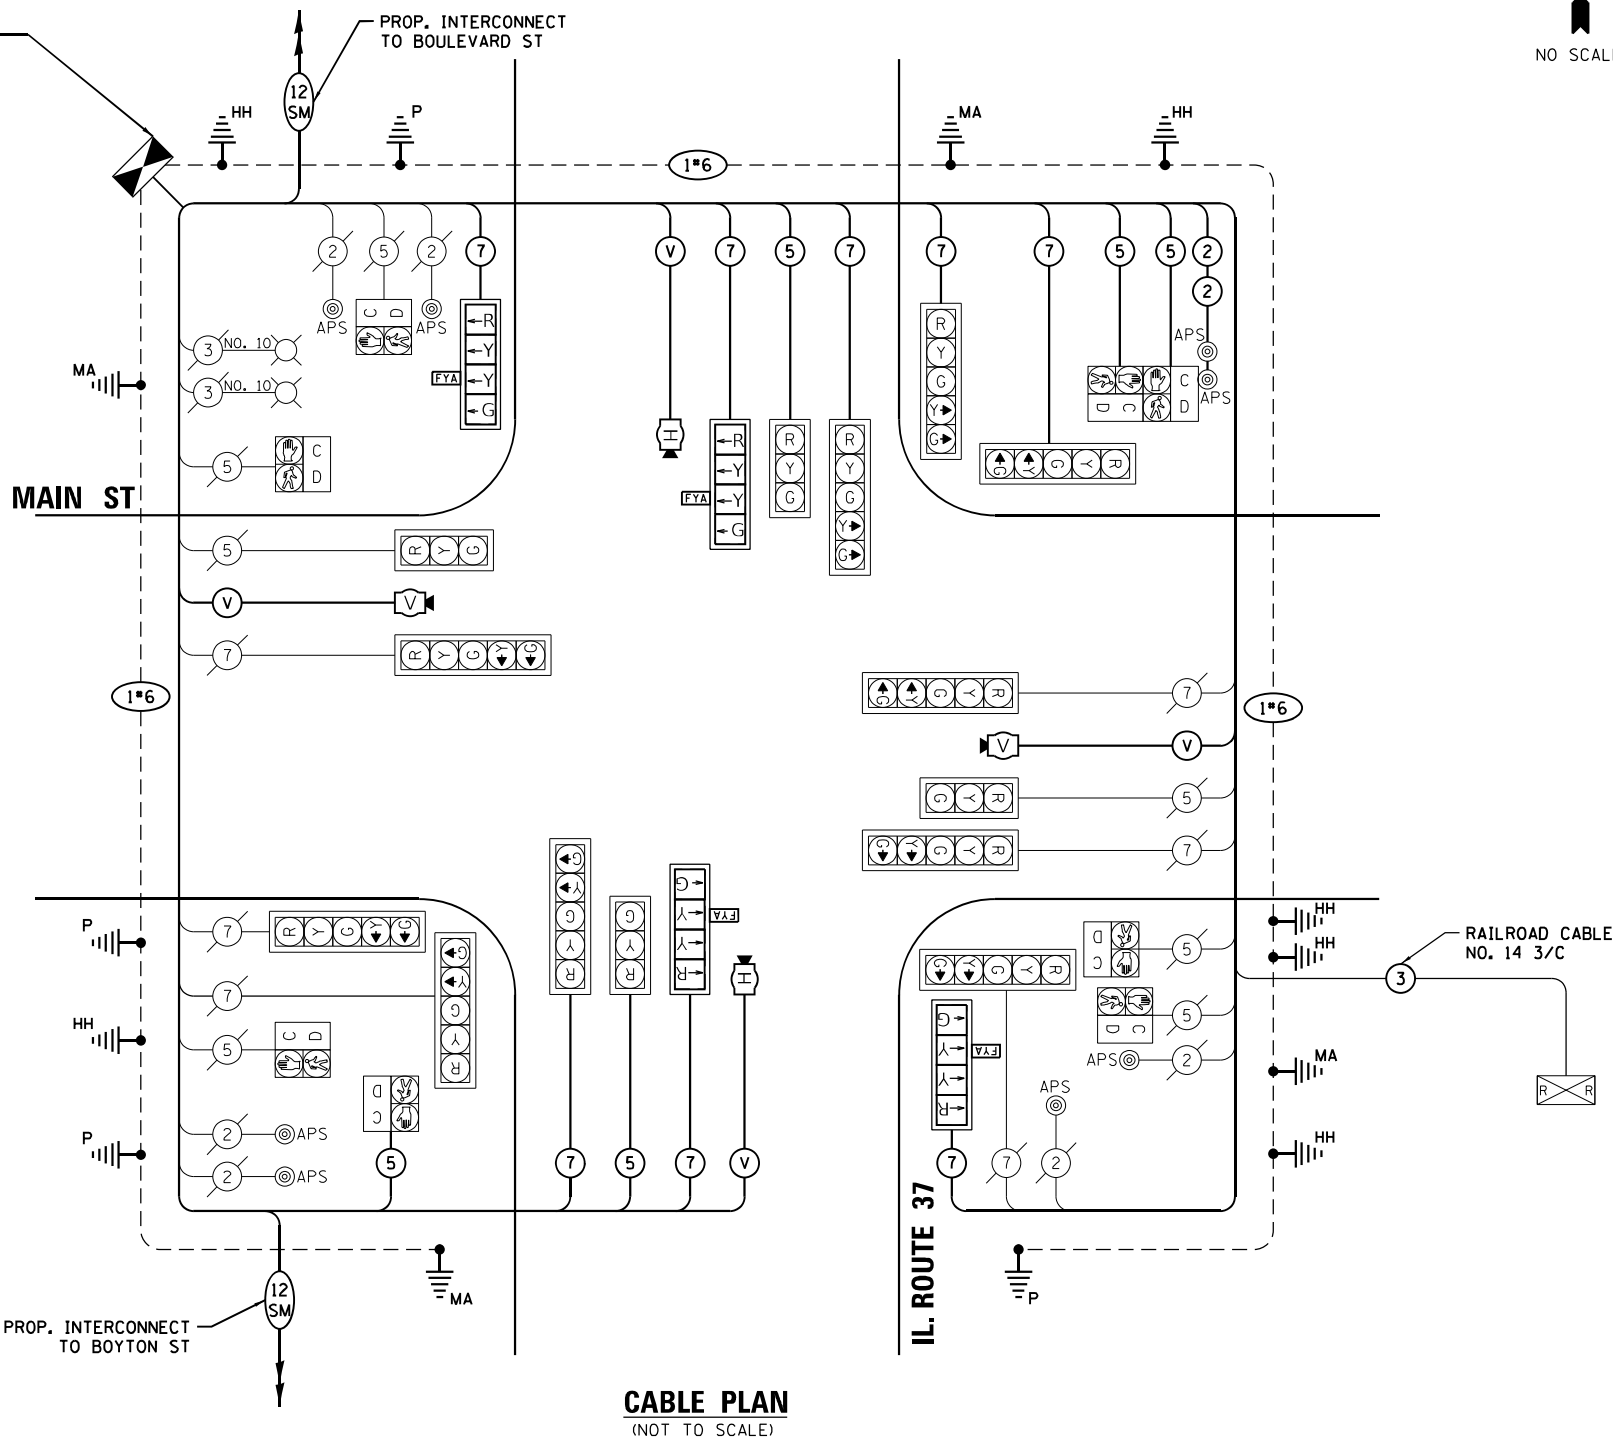 PROP. INTERCONNECT
TO BOULEVARD ST
12
SM
HH
P
1#6
MA
HH
NO SCAL
2
5
2
7
V
7
5
7
7
7
5
5
2
2
APS
C D
APS
←R
←Y
FYA
←Y
←G
3
NO. 10
3
NO. 10
MA
5
C
D
←R
←Y
FYA
←Y
←G
H
R
Y
G
R
Y
G
Y
G
R
Y
G
Y
G
G Y G Y R
APS
C
D
D C
APS
MAIN ST
5
R Y G
V
V
7
R Y G Y G
1#6
G Y G Y R
7
1#6
V
V
G Y R
5
G Y G Y R
7
P
7
R Y G Y G
7
G
Y
G
Y
R
HH
5
C D
D
C
P
2
APS
2
APS
5
G
Y
G
Y
R
G
Y
R
G
Y
FYA
Y
R
H
7
5
7
V
D
C
5
G Y G Y R
D C
5
APS
2
G
Y
FYA
Y
R
APS
7
7
2
HH
HH
RAILROAD CABLE
NO. 14 3/C
3
MA
R R
HH
12
SM
MA
P
PROP. INTERCONNECT
TO BOYTON ST
IL. ROUTE 37
CABLE PLAN
(NOT TO SCALE)